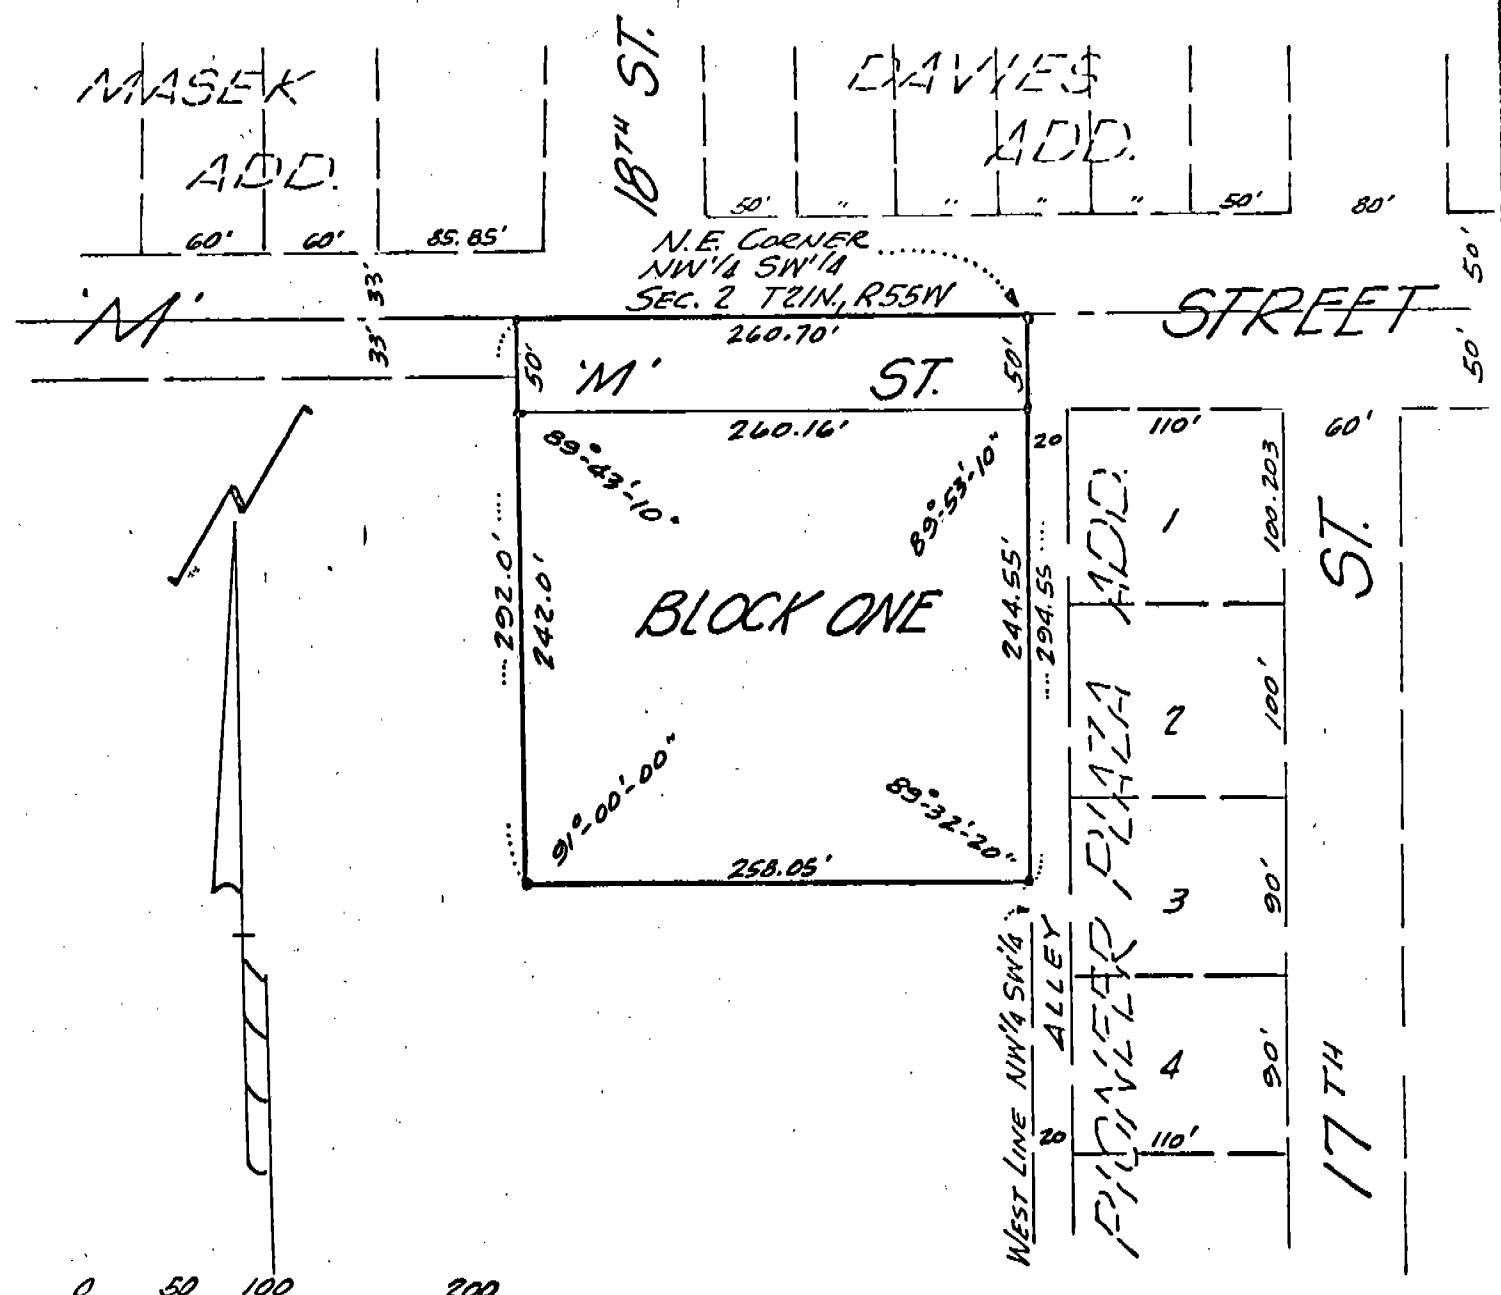 MASEK
ADD.
18TH ST.
DAVIES
ADD.
60'
60'
85.85'
50'
"
"
"
"
50'
80'
N.E. CORNER
NW1/4 SW1/4
SEC. 2 T21N., R55W
'M'
33'
33'
STREET
50'
50'
260.70'
50'
'M' ST.
50'
260.16'
89°-43'-10"
89°-53'-10"
20
110'
60'
292.0'
242.0'
BLOCK ONE
244.55'
294.55
91°-00'-00"
89°-32'-20"
258.05'
PIONEER PLAZA ADD.
1
100.203
2
100'
3
90'
4
90'
110'
20
ALLEY
WEST LINE NW1/4 SW1/4
17TH ST.
0 50 100 200